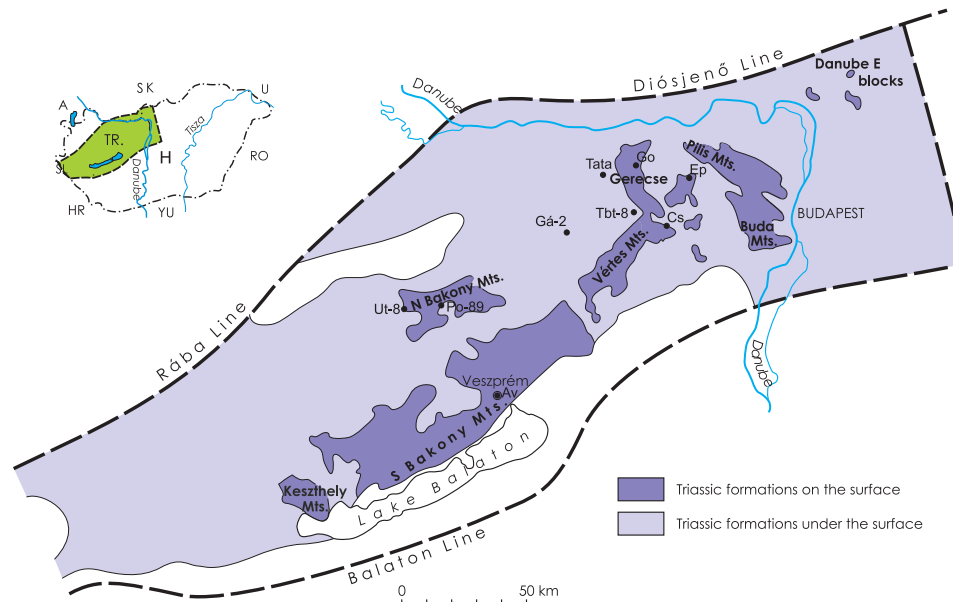 Diósjenő Line
Danube E
blocks
Danube
SK
U
A
Tisza
TR.
H
RO
Danube
HR
YU
Tata
Go
Gerecse
Pilis Mts.
Ep
Tbt-8
Cs
Gá-2
BUDAPEST
Buda
Mts.
Vértes Mts.
N Bakony Mts.
Ut-8
Po-89
Rába Line
Danube
Veszprém
Av
S Bakony Mts.
Keszthely
Mts.
Lake Balaton
Triassic formations on the surface
Triassic formations under the surface
Balaton Line
0 50 km